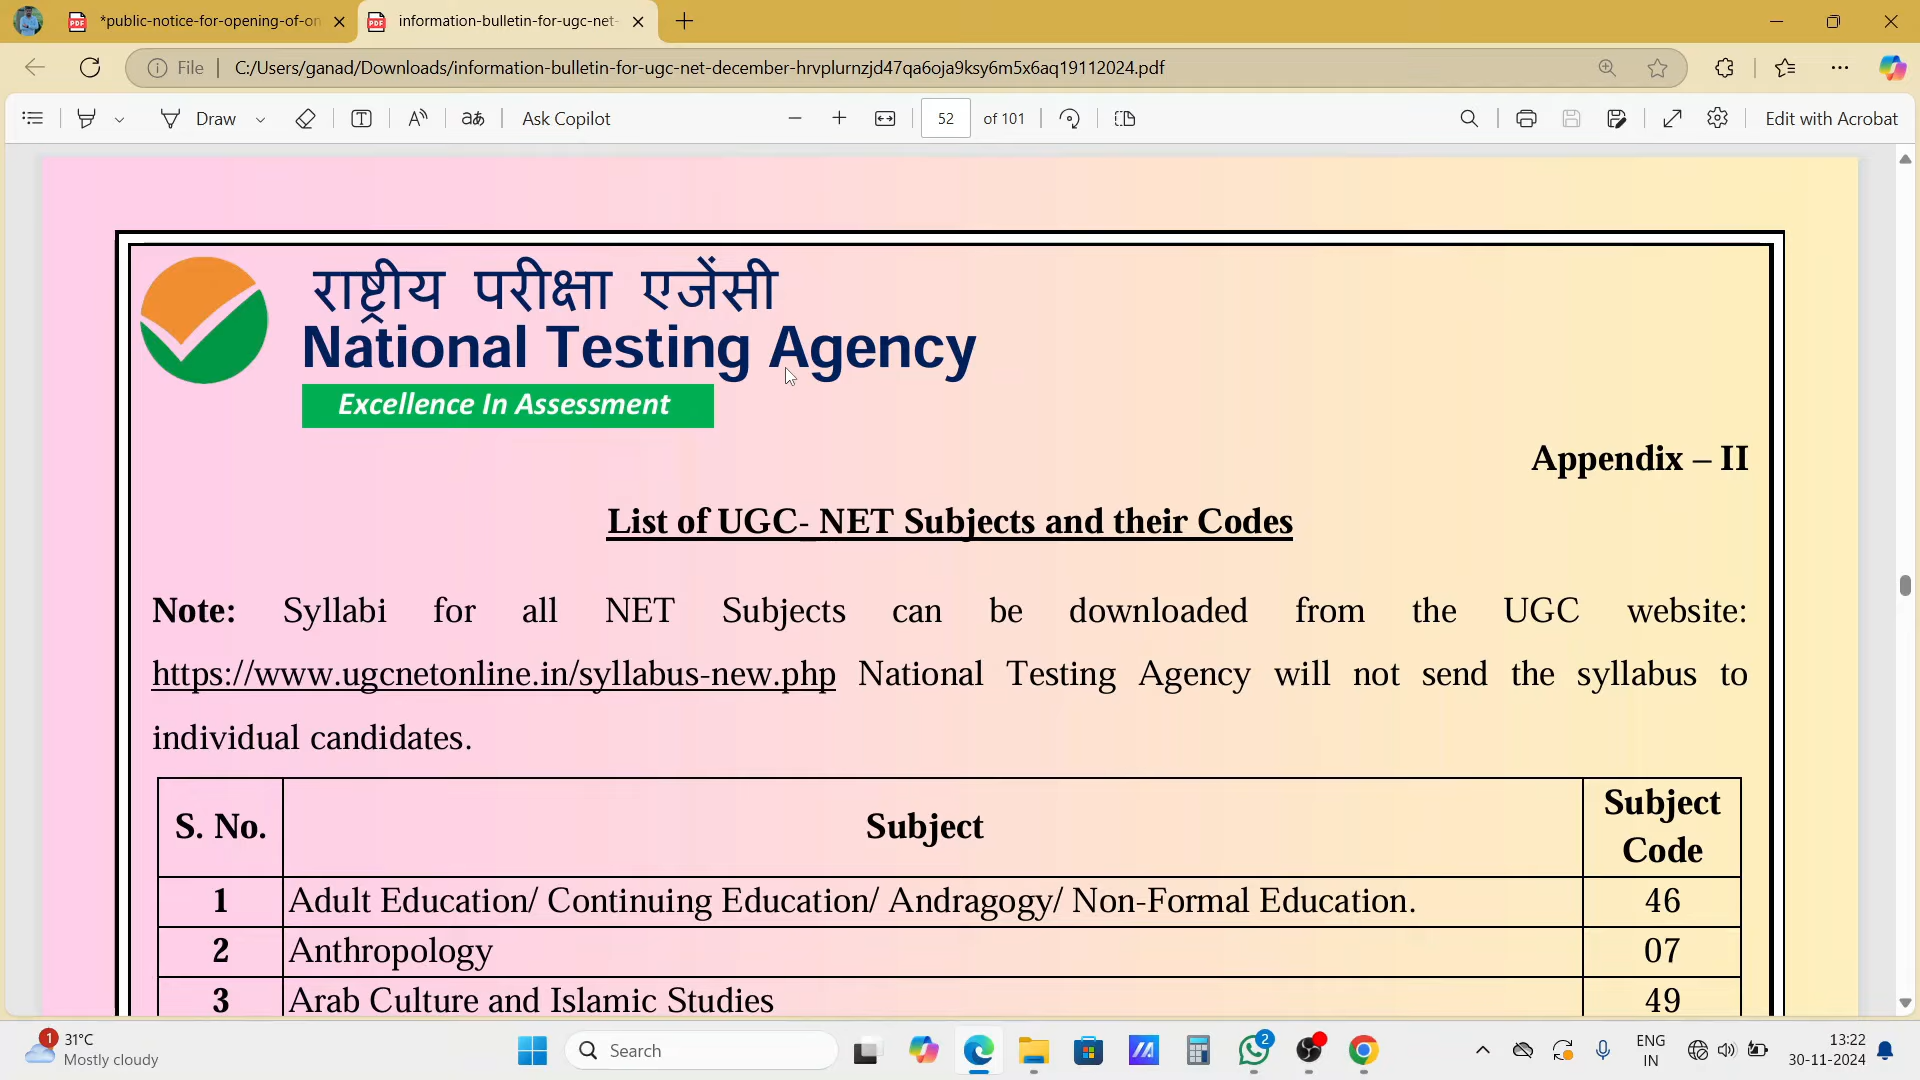 *public-notice-for-opening-of-on
information-bulletin-for-ugc-net-
File
C:/Users/ganad/Downloads/information-bulletin-for-ugc-net-december-hrvplurnzjd47qa6oja9ksy6m5x6aq19112024.pdf
Draw
Ask Copilot
52 of 101
Edit with Acrobat
राष्ट्रीय परीक्षा एजेंसी
National Testing Agency
Excellence In Assessment
Appendix – II
List of UGC- NET Subjects and their Codes
Note: Syllabi for all NET Subjects can be downloaded from the UGC website:
https://www.ugcnetonline.in/syllabus-new.php National Testing Agency will not send the syllabus to
individual candidates.
S. No. Subject Subject Code
1 Adult Education/ Continuing Education/ Andragogy/ Non-Formal Education. 46
2 Anthropology 07
3 Arab Culture and Islamic Studies 49
1
31°C
Mostly cloudy
Search
2
ENG
IN
13:22
30-11-2024